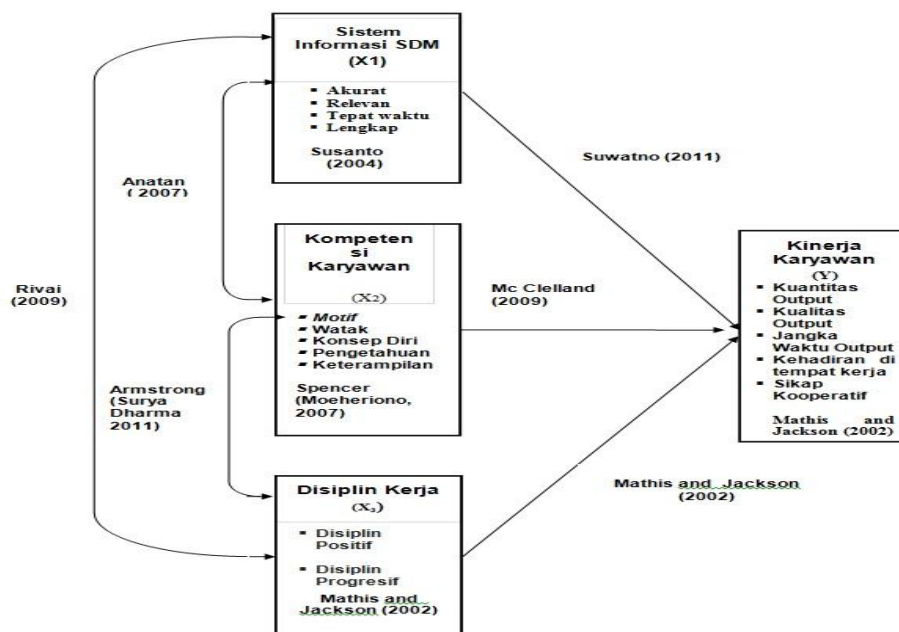 Sistem
Informasi SDM
(X1)
▪ Akurat
▪ Relevan
▪ Tepat waktu
▪ Lengkap
Susanto
(2004)
Suwatno (2011)
Anatan
( 2007)
Kompeten
si
Karyawan
(X2)
▪ Motif
▪ Watak
▪ Konsep Diri
▪ Pengetahuan
▪ Keterampilan
Spencer
(Moeheriono,
2007)
Mc Clelland
(2009)
Kinerja
Karyawan
(Y)
▪ Kuantitas
Output
▪ Kualitas
Output
▪ Jangka
Waktu Output
▪ Kehadiran di
tempat kerja
▪ Sikap
Kooperatif
Mathis and
Jackson (2002)
Rivai
(2009)
Armstrong
(Surya
Dharma
2011)
Disiplin Kerja
(X₃)
▪ Disiplin
Positif
▪ Disiplin
Progresif
Mathis and
Jackson (2002)
Mathis and Jackson
(2002)